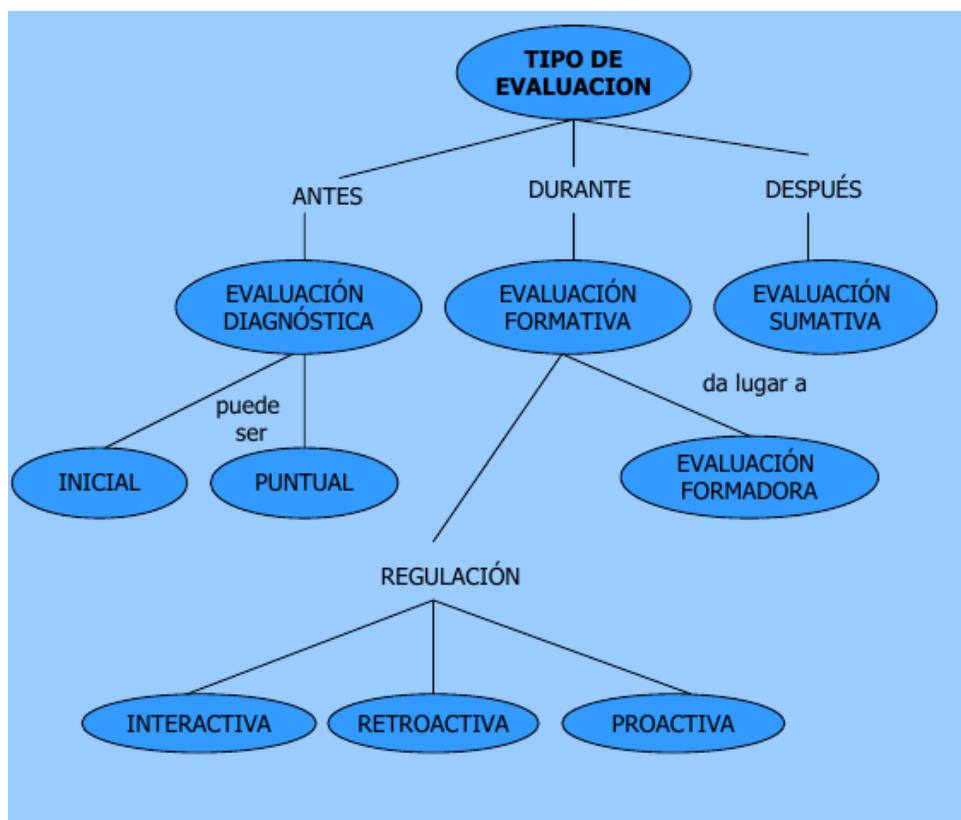 TIPO DE
EVALUACION
ANTES
DURANTE
DESPUÉS
EVALUACIÓN
DIAGNÓSTICA
EVALUACIÓN
FORMATIVA
EVALUACIÓN
SUMATIVA
puede
ser
da lugar a
INICIAL
PUNTUAL
EVALUACIÓN
FORMADORA
REGULACIÓN
INTERACTIVA
RETROACTIVA
PROACTIVA